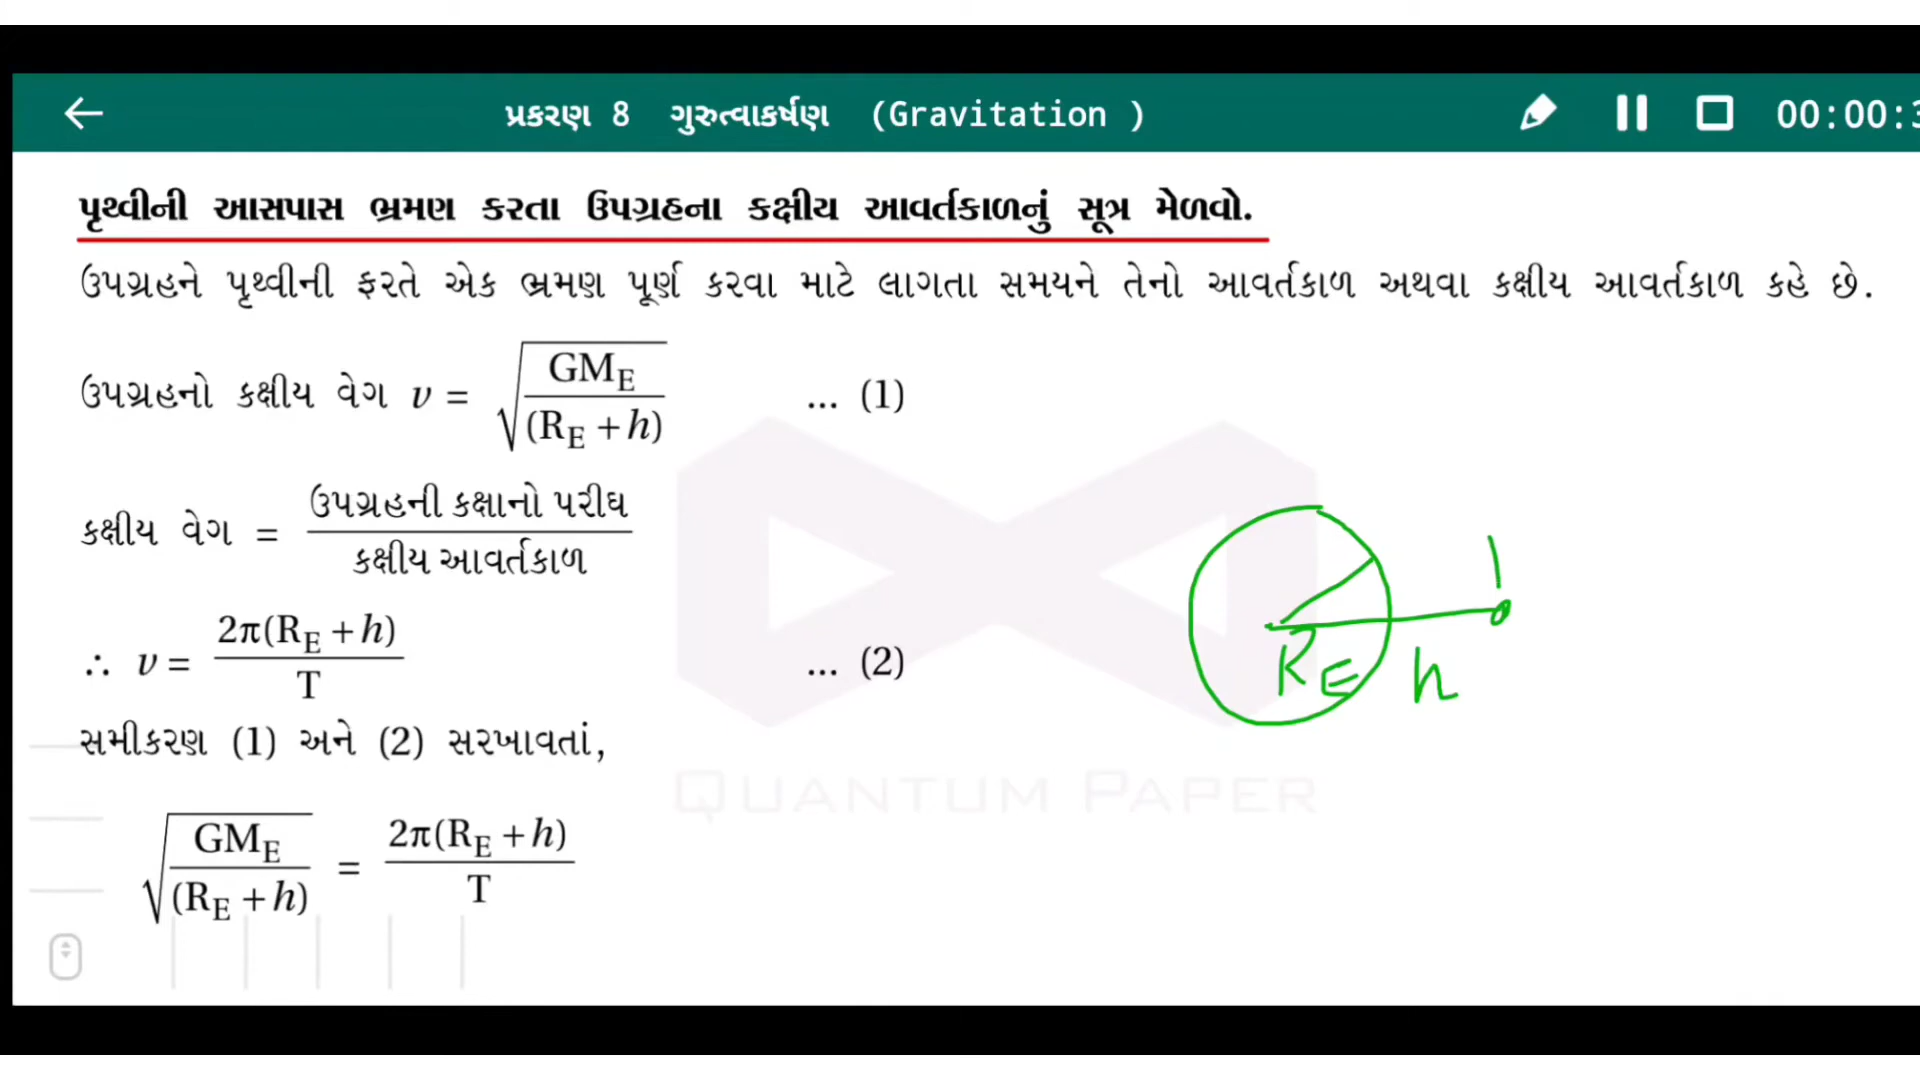 પ્રકરણ 8 ગુરુત્વાકર્ષણ (Gravitation )
00:00:3
પૃથ્વીની આસપાસ ભ્રમણ કરતા ઉપગ્રહના કક્ષીય આવર્તકાળનું સૂત્ર મેળવો.
ઉપગ્રહને પૃથ્વીની ફરતે એક ભ્રમણ પૂર્ણ કરવા માટે લાગતા સમયને તેનો આવર્તકાળ અથવા કક્ષીય આવર્તકાળ કહે છે.
ઉપગ્રહનો કક્ષીય વેગ v = √(GM_E / (R_E + h)) ... (1)
કક્ષીય વેગ = ઉપગ્રહની કક્ષાનો પરીઘ / કક્ષીય આવર્તકાળ
∴ v = 2π(R_E + h) / T ... (2)
સમીકરણ (1) અને (2) સરખાવતાં,
√(GM_E / (R_E + h)) = 2π(R_E + h) / T
R_E h
QUANTUM PAPER